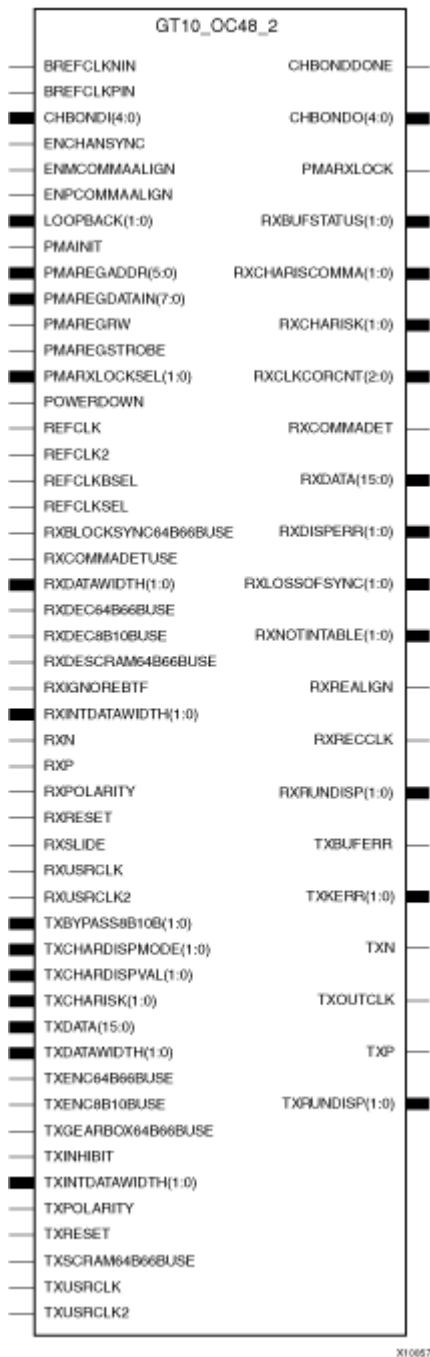 GT10_OC48_2
BREFCLKNIN CHBONDDONE
BREFCLKPIN
CHBONDI(4:0) CHBONDO(4:0)
ENCHANSYNC
ENMCOMMAALIGN PMARXLOCK
ENPCOMMAALIGN
LOOPBACK(1:0) RXBUFSTATUS(1:0)
PMAINIT
PMAREGADDR(5:0) RXCHARISCOMMA(1:0)
PMAREGDATAIN(7:0)
PMAREGRW RXCHARISK(1:0)
PMAREGSTROBE
PMARXLOCKSEL(1:0) RXCLKCORCNT(2:0)
POWERDOWN
REFCLK RXCOMMADET
REFCLK2
REFCLKBSEL RXDATA(15:0)
REFCLKSEL
RXBLOCKSYNC64B66BUSE RXDISPERR(1:0)
RXCOMMADETUSE
RXDATAWIDTH(1:0) RXLOSSOFSYNC(1:0)
RXDEC64B66BUSE
RXDEC8B10BUSE RXNOTINTABLE(1:0)
RXDESCRAM64B66BUSE
RXIGNOREBTF RXREALIGN
RXINTDATAWIDTH(1:0)
RXN RXRECCLK
RXP
RXPOLARITY RXRUNDISP(1:0)
RXRESET
RXSLIDE TXBUFERR
RXUSRCLK
RXUSRCLK2 TXKERR(1:0)
TXBYPASS8B10B(1:0)
TXCHARDISPMODE(1:0) TXN
TXCHARDISPVAL(1:0)
TXCHARISK(1:0) TXOUTCLK
TXDATA(15:0)
TXDATAWIDTH(1:0) TXP
TXENC64B66BUSE
TXENC8B10BUSE TXRUNDISP(1:0)
TXGEARBOX64B66BUSE
TXINHIBIT
TXINTDATAWIDTH(1:0)
TXPOLARITY
TXRESET
TXSCRAM64B66BUSE
TXUSRCLK
TXUSRCLK2
X10057